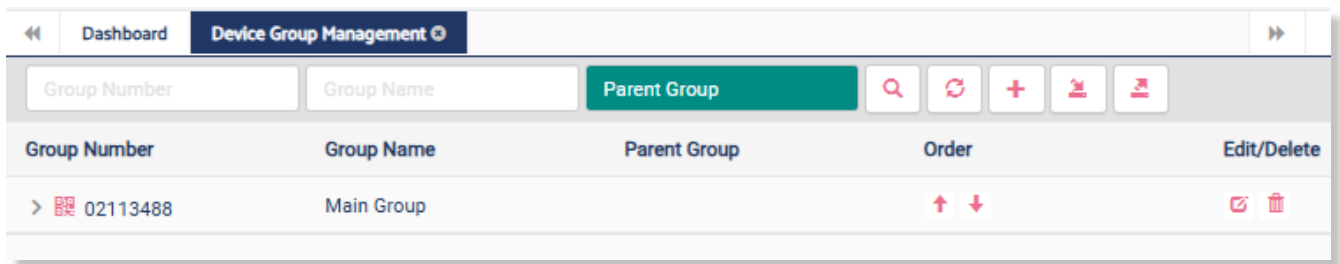 Dashboard Device Group Management
Group Number Group Name Parent Group
Group Number Group Name Parent Group Order Edit/Delete
02113488 Main Group